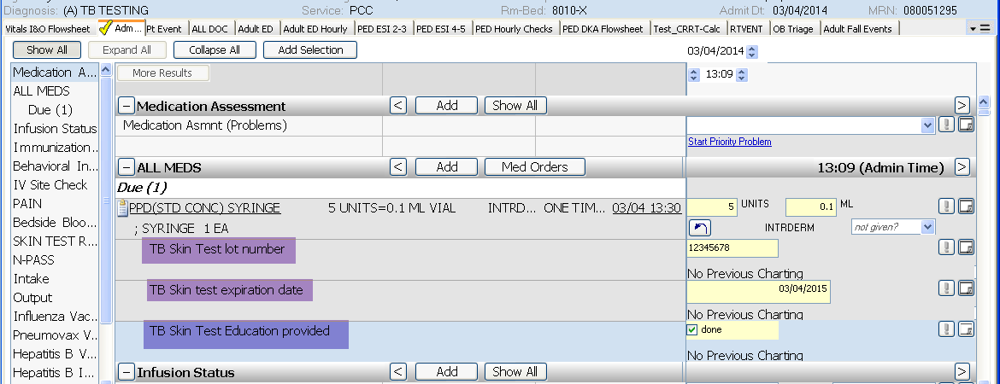 Diagnosis: (A) TB TESTING Service: PCC Rm-Bed: 8010-X Admit Dt: 03/04/2014 MRN: 080051295
Vitals I&O Flowsheet Adm... Pt Event ALL DOC Adult ED Adult ED Hourly PED ESI 2-3 PED ESI 4-5 PED Hourly Checks PED DKA Flowsheet Test_CRRT-Calc RTVENT OB Triage Adult Fall Events
Show All Expand All Collapse All Add Selection 03/04/2014
Medication A... More Results 13:09
ALL MEDS
Due (1) − Medication Assessment < Add Show All >
Infusion Status Medication Asmnt (Problems)
Immunization... Start Priority Problem
Behavioral In... − ALL MEDS < Add Med Orders 13:09 (Admin Time) >
IV Site Check Due (1)
PAIN PPD(STD CONC) SYRINGE 5 UNITS=0.1 ML VIAL INTRD... ONE TIM... 03/04 13:30 5 UNITS 0.1 ML
Bedside Bloo... ; SYRINGE 1 EA INTRDERM not given?
SKIN TEST R... TB Skin Test lot number 12345678
N-PASS
Intake No Previous Charting
Output TB Skin test expiration date 03/04/2015
Influenza Vac... No Previous Charting
Pneumovax V... TB Skin Test Education provided done
Hepatitis B V... No Previous Charting
Hepatitis B I... − Infusion Status < Add Show All >